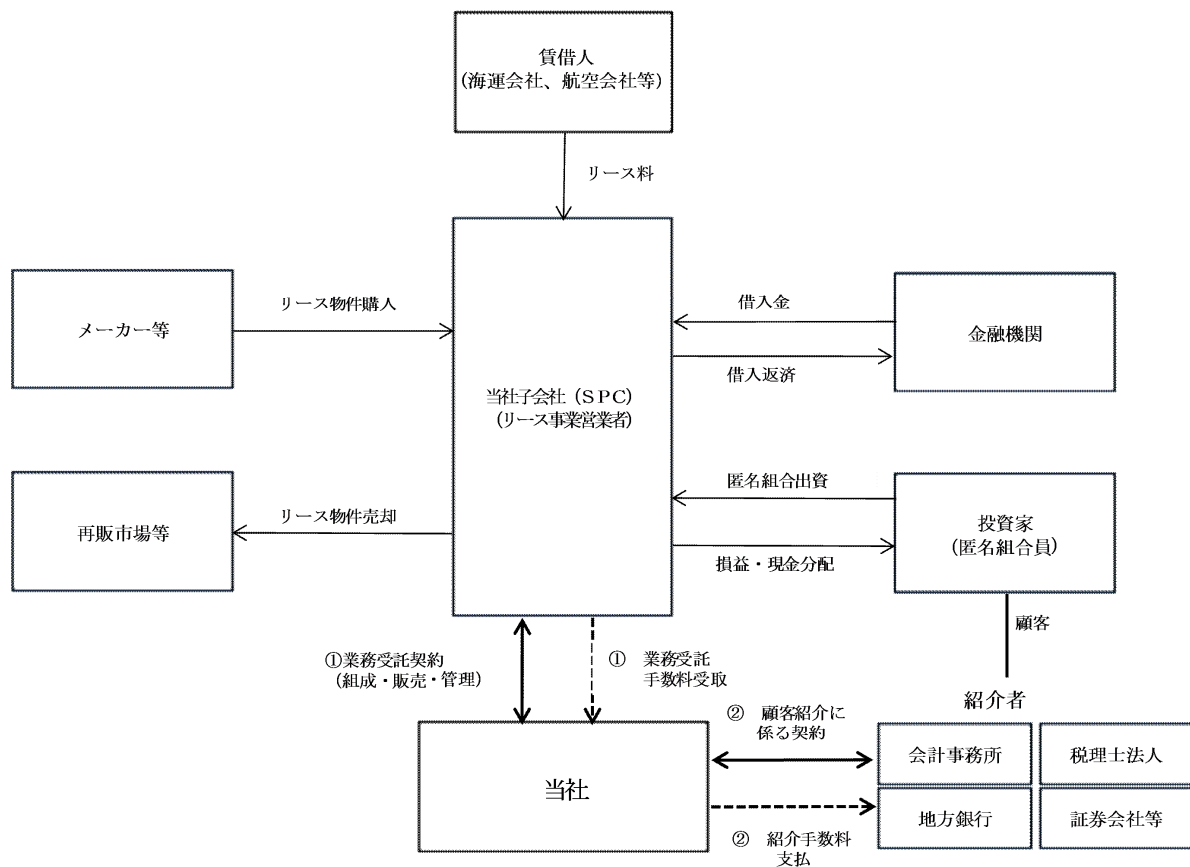 賃借人
(海運会社、航空会社等)
リース料
メーカー等
リース物件購入
借入金
金融機関
借入返済
当社子会社（ＳＰＣ）
(リース事業営業者)
再販市場等
リース物件売却
匿名組合出資
投資家
(匿名組合員)
損益・現金分配
顧客
①業務受託契約
(組成・販売・管理)
① 業務受託
手数料受取
紹介者
当社
② 顧客紹介に
係る契約
会計事務所
税理士法人
② 紹介手数料
支払
地方銀行
証券会社等